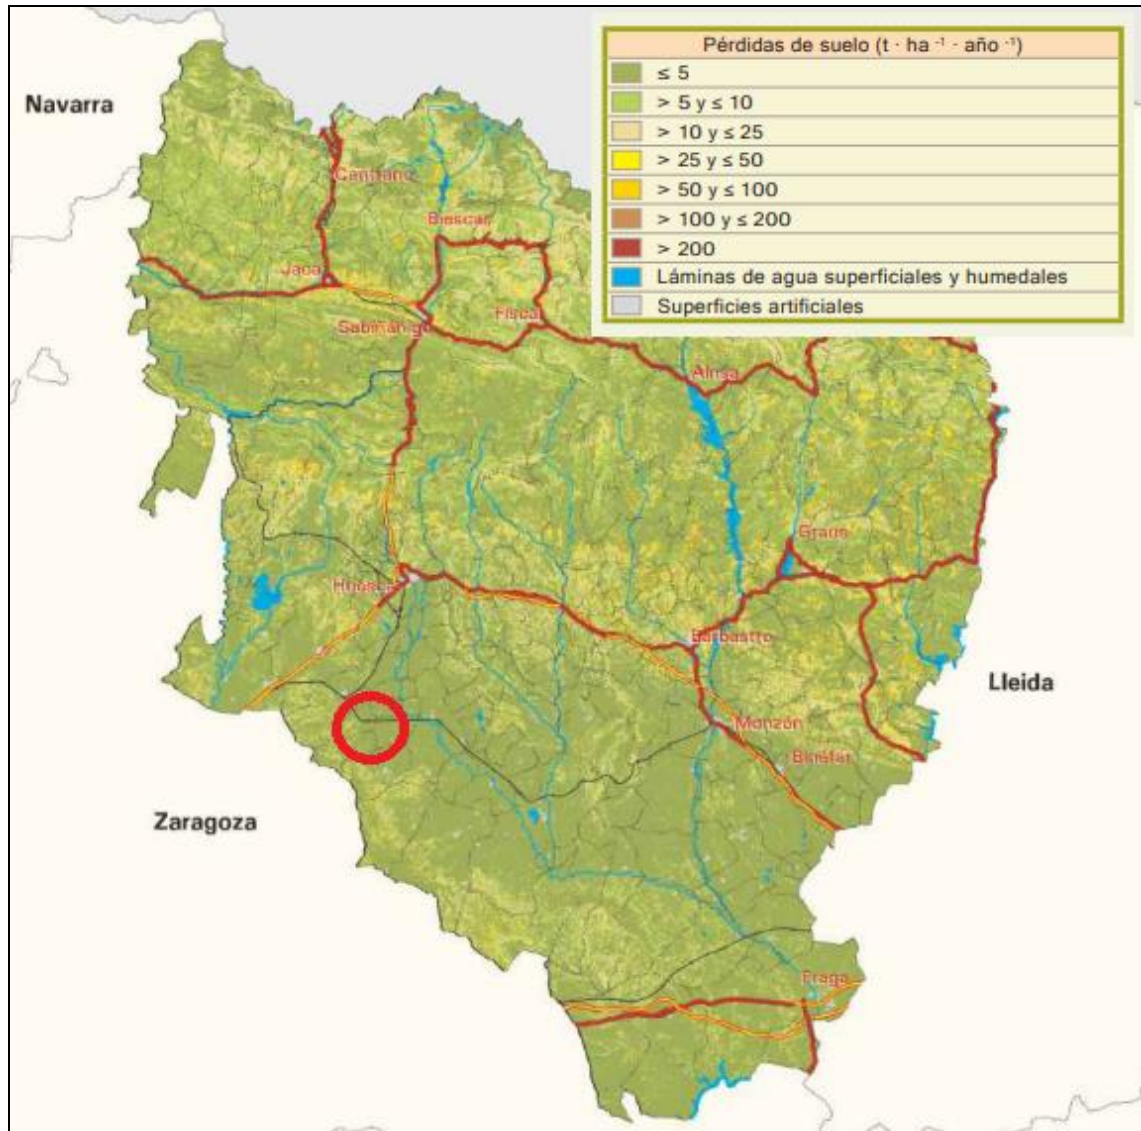 Pérdidas de suelo (t · ha ⁻¹ · año ⁻¹)
≤ 5
> 5 y ≤ 10
> 10 y ≤ 25
> 25 y ≤ 50
> 50 y ≤ 100
> 100 y ≤ 200
> 200
Láminas de agua superficiales y humedales
Superficies artificiales
Navarra
Biescas
Jaca
Sabiñánigo
Fiscal
Aínsa
Graus
Huesca
Barbastro
Lleida
Monzón
Binéfar
Zaragoza
Fraga